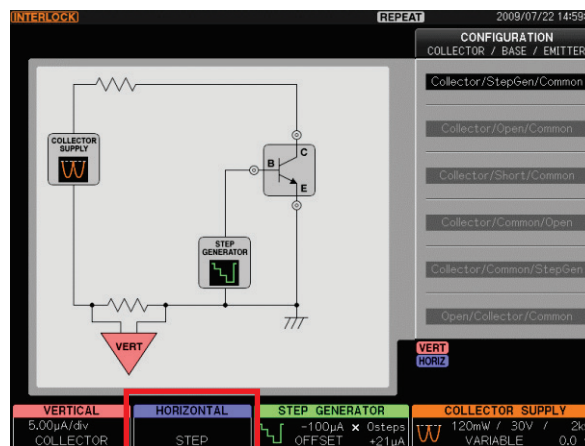 INTERLOCK
REPEAT
2009/07/22 14:59:
CONFIGURATION
COLLECTOR / BASE / EMITTER
Collector/StepGen/Common
Collector/Open/Common
Collector/Short/Common
Collector/Common/Open
Collector/Common/StepGen
Open/Collector/Common
COLLECTOR
SUPPLY
B
C
E
STEP
GENERATOR
VERT
VERT
HORIZ
VERTICAL
5.00µA/div
COLLECTOR
HORIZONTAL
STEP
STEP GENERATOR
-100µA × 0steps
OFFSET +21µA
COLLECTOR SUPPLY
120mW / 30V / 2k
VARIABLE 0.0